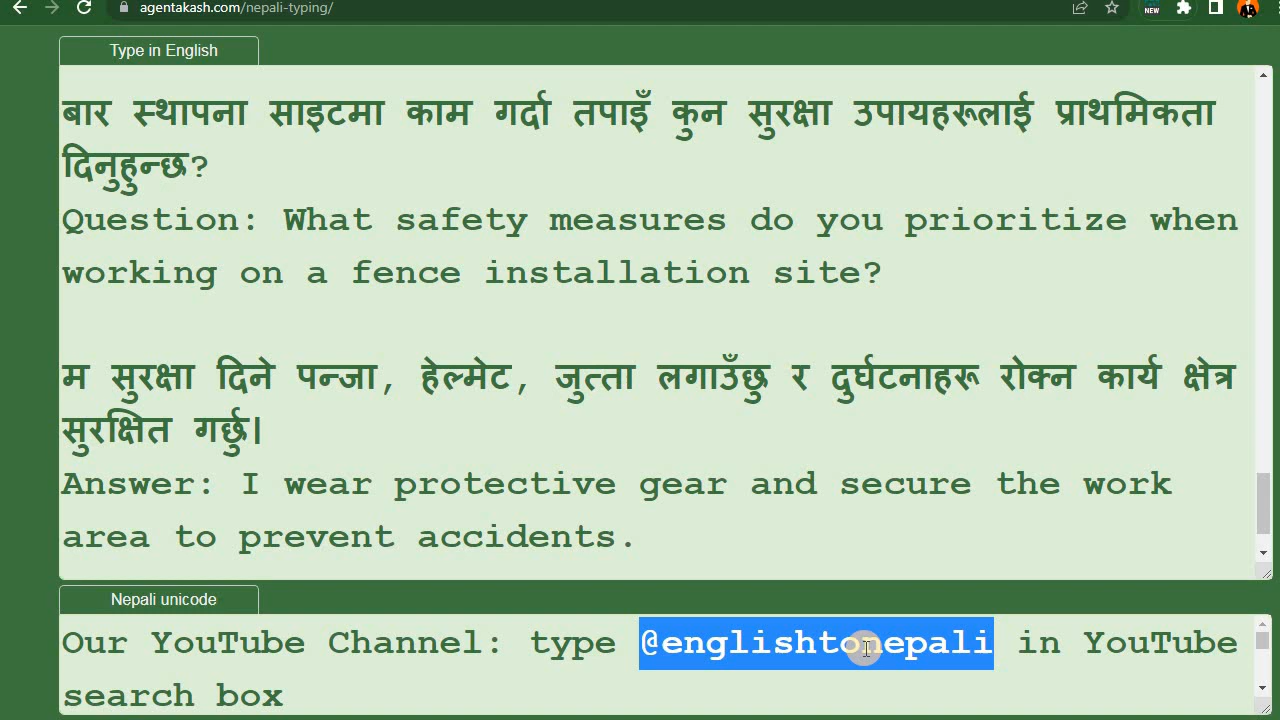 agentakash.com/nepali-typing/
NEW
Type in English
बार स्थापना साइटमा काम गर्दा तपाइँ कुन सुरक्षा उपायहरूलाई प्राथमिकता
दिनुहुन्छ?
Question: What safety measures do you prioritize when
working on a fence installation site?
म सुरक्षा दिने पन्जा, हेल्मेट, जुत्ता लगाउँछु र दुर्घटनाहरू रोक्न कार्य क्षेत्र
सुरक्षित गर्छु।
Answer: I wear protective gear and secure the work
area to prevent accidents.
Nepali unicode
Our YouTube Channel: type @englishtonepali in YouTube
search box